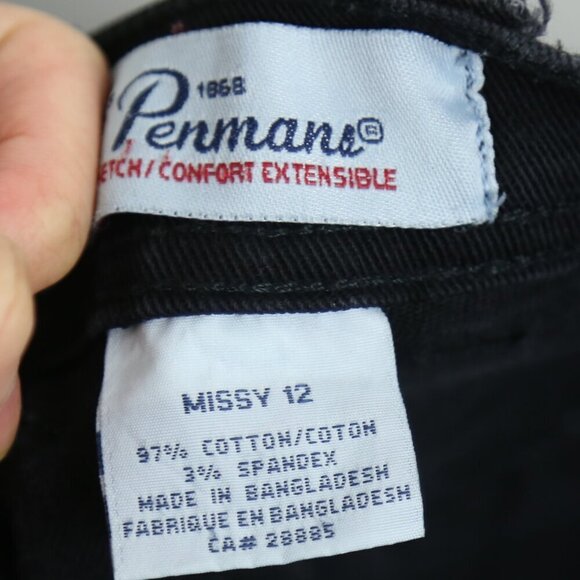 1868
Penmans®
ETCH / CONFORT EXTENSIBLE
MISSY 12
97% COTTON/COTON
3% SPANDEX
MADE IN BANGLADESH
FABRIQUE EN BANGLADESH
CA# 28885